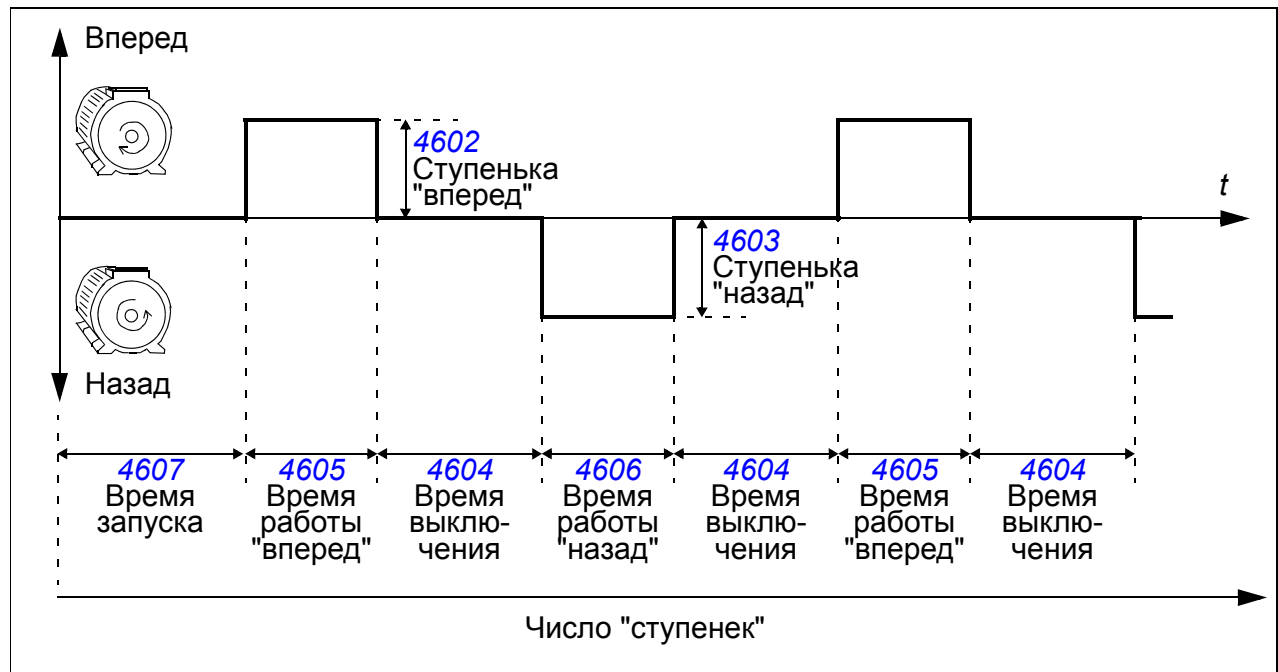 Вперед
4602
Ступенька
"вперед"
t
4603
Ступенька
"назад"
Назад
4607
Время
запуска
4605
Время
работы
"вперед"
4604
Время
выклю-
чения
4606
Время
работы
"назад"
4604
Время
выклю-
чения
4605
Время
работы
"вперед"
4604
Время
выклю-
чения
Число "ступенек"